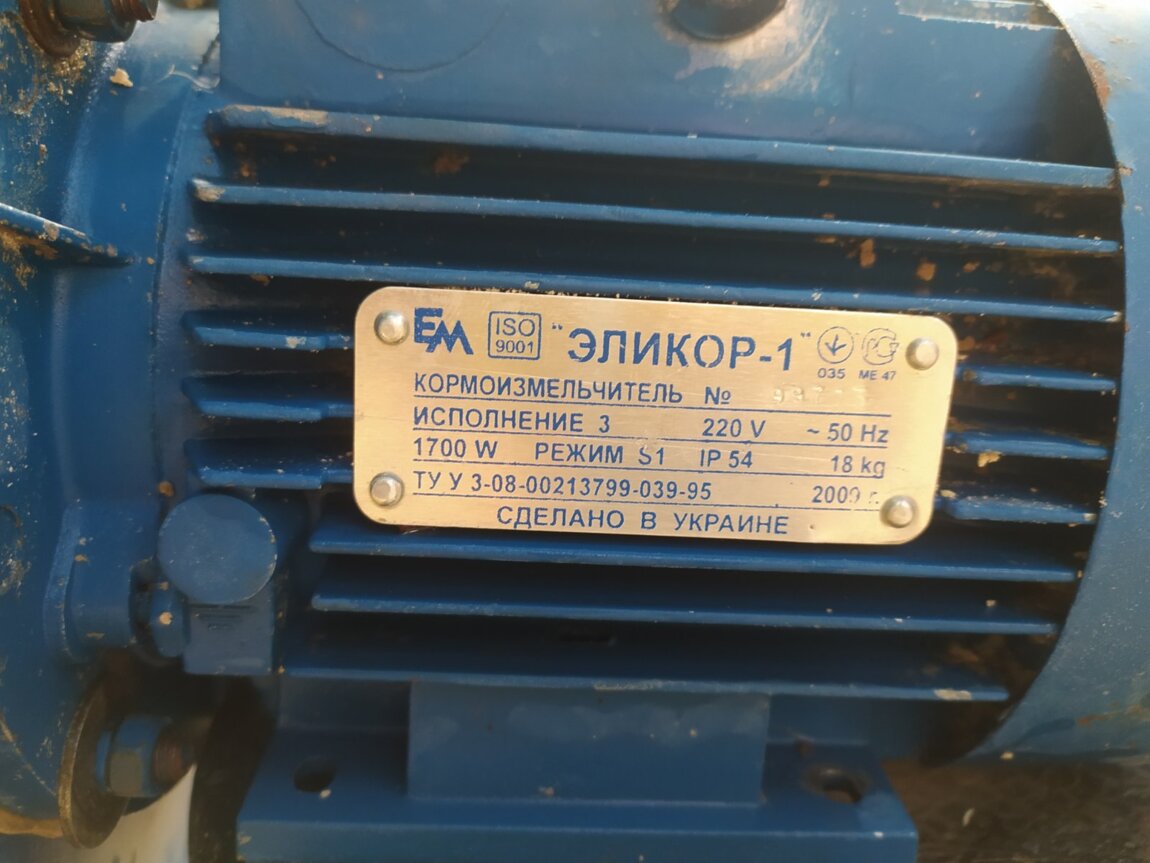 ЕМ ISO 9001 "ЭЛИКОР-1" 035 МЕ 47
КОРМОИЗМЕЛЬЧИТЕЛЬ №
ИСПОЛНЕНИЕ 3 220 V ~ 50 Hz
1700 W РЕЖИМ S1 IP 54 18 kg
ТУ У 3-08-00213799-039-95 2009 г.
СДЕЛАНО В УКРАИНЕ